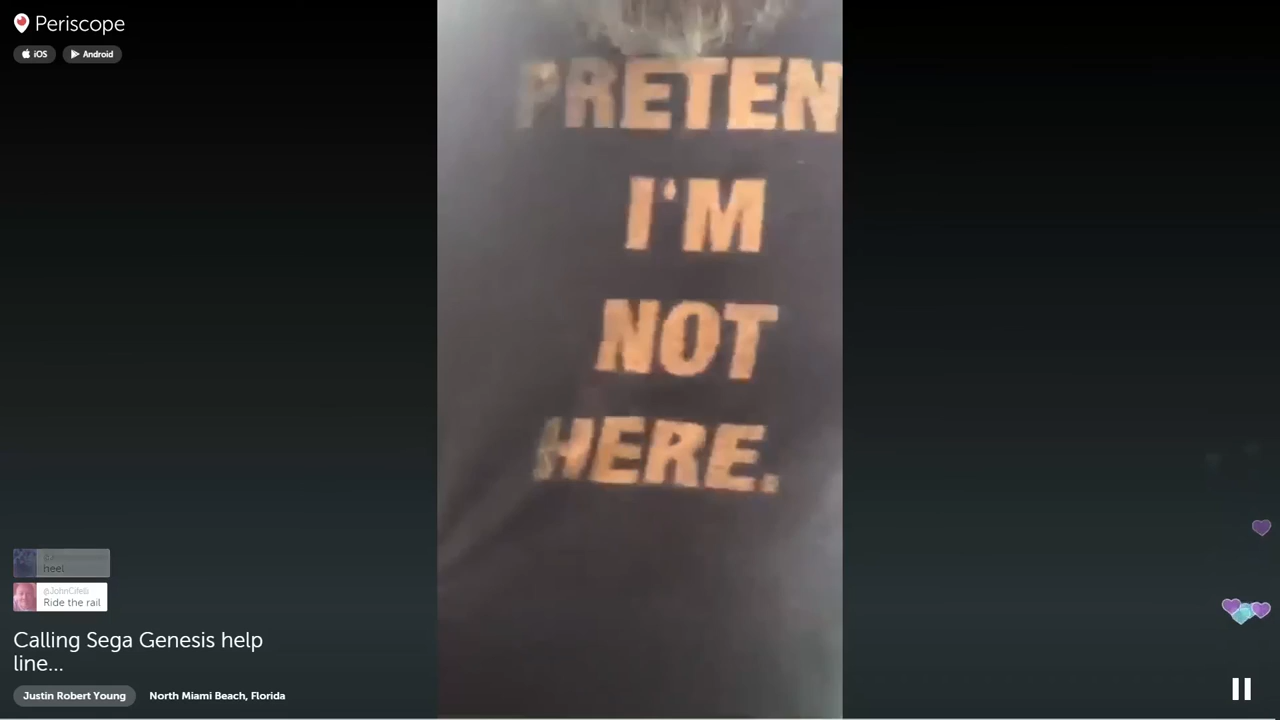 Periscope
iOS
Android
PRETEN
I'M
NOT
HERE.
heel
@JohnCifelli
Ride the rail
Calling Sega Genesis help
line...
Justin Robert Young
North Miami Beach, Florida